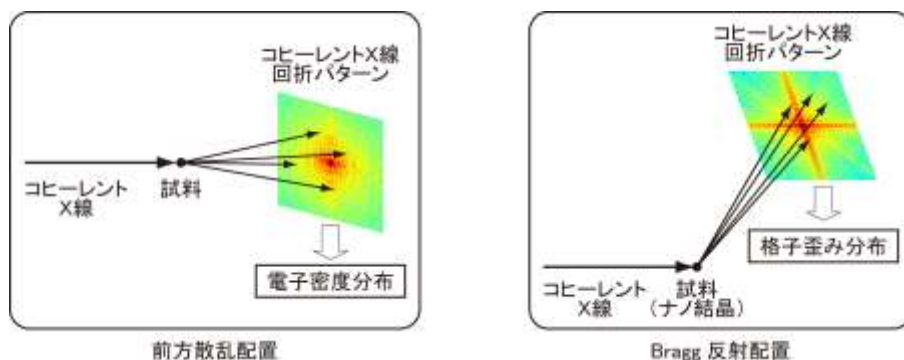 コヒーレントX線
回折パターン
コヒーレント
X線
試料
電子密度分布
前方散乱配置
コヒーレントX線
回折パターン
格子歪み分布
コヒーレント
X線
試料
(ナノ結晶)
Bragg 反射配置